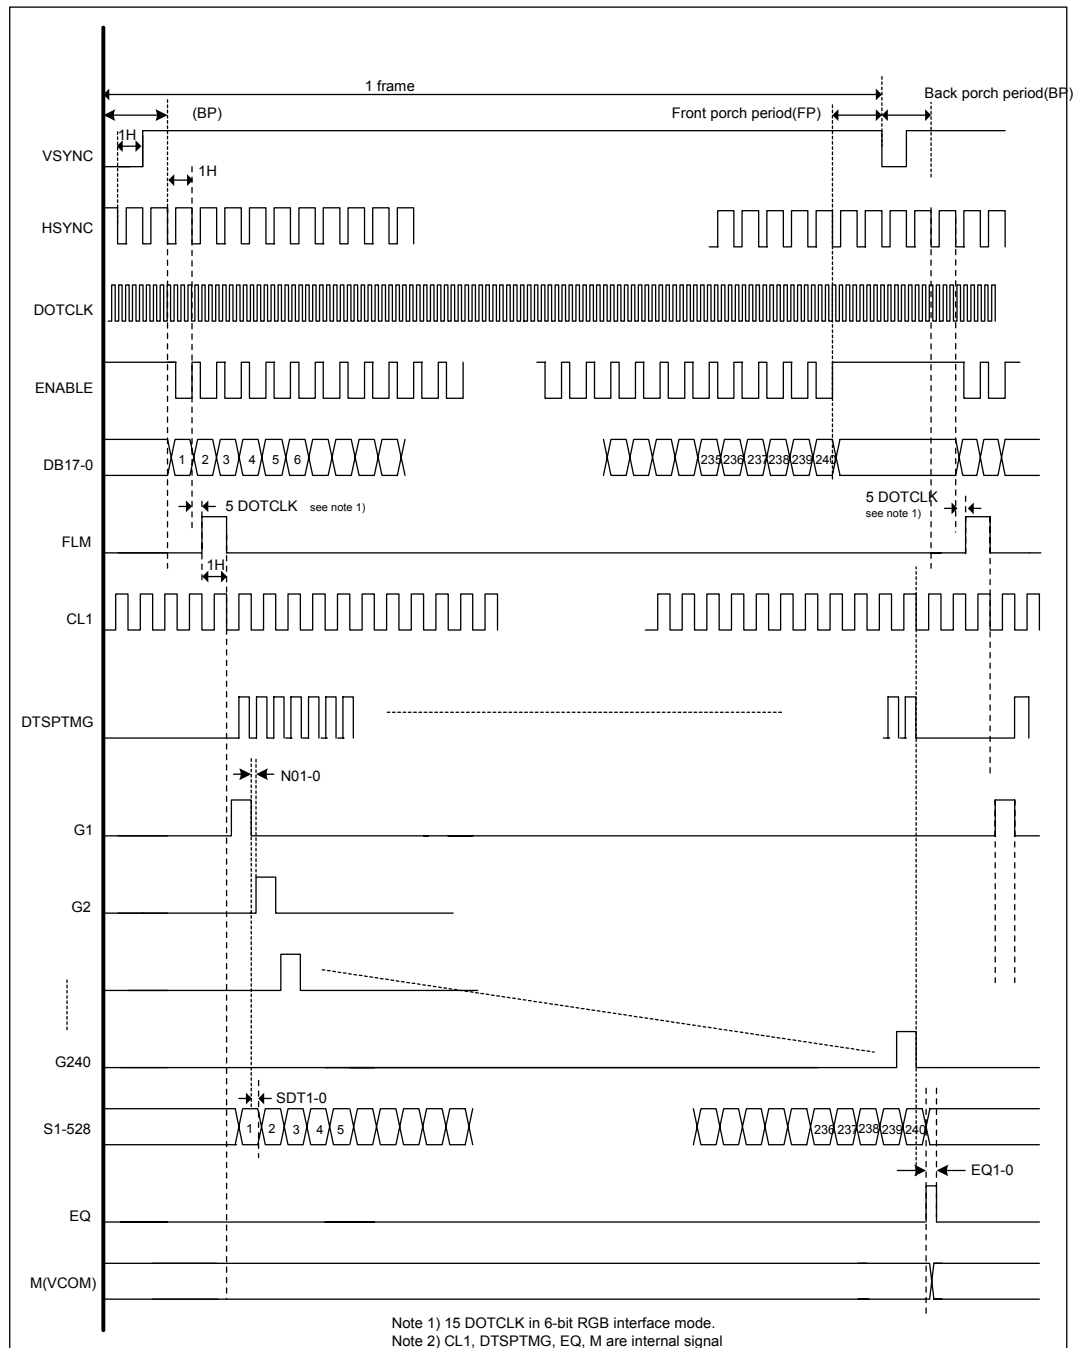 1 frame
(BP)
Front porch period(FP)
Back porch period(BP)
1H
VSYNC
1H
HSYNC
DOTCLK
ENABLE
DB17-0
1 2 3 4 5 6
235 236 237 238 239 240
5 DOTCLK see note 1)
5 DOTCLK
see note 1)
FLM
1H
CL1
DTSPTMG
N01-0
G1
G2
G240
SDT1-0
S1-528
1 2 3 4 5
236 237 238 239 240
EQ1-0
EQ
M(VCOM)
Note 1) 15 DOTCLK in 6-bit RGB interface mode.
Note 2) CL1, DTSPTMG, EQ, M are internal signal